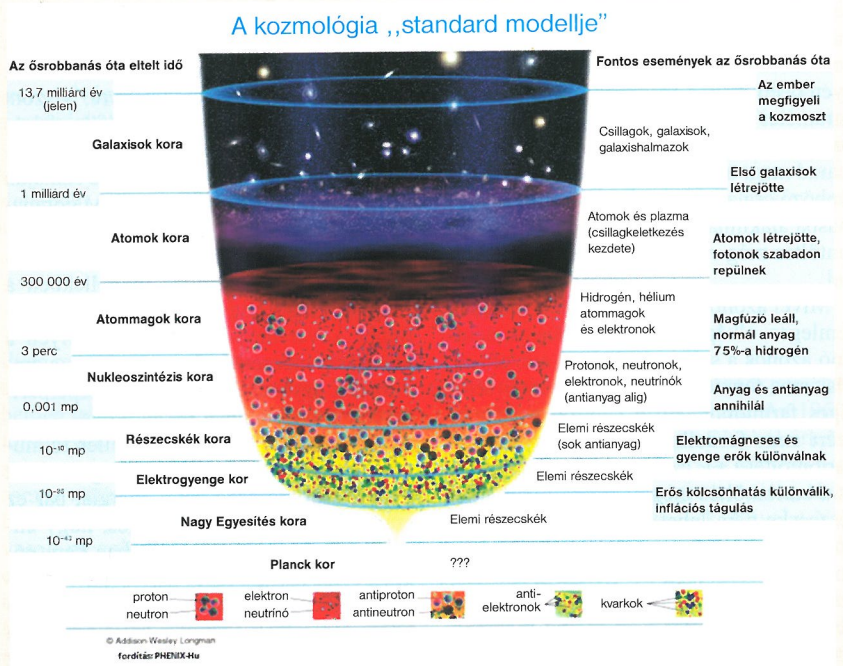 A kozmológia ,,standard modellje”
Az ősrobbanás óta eltelt idő
Fontos események az ősrobbanás óta
13,7 milliárd év
(jelen)
Az ember
megfigyeli
a kozmoszt
Galaxisok kora
Csillagok, galaxisok,
galaxishalmazok
1 milliárd év
Első galaxisok
létrejötte
Atomok kora
Atomok és plazma
(csillagkeletkezés
kezdete)
Atomok létrejötte,
fotonok szabadon
repülnek
300 000 év
Atommagok kora
Hidrogén, hélium
atommagok
és elektronok
Magfúzió leáll,
normál anyag
75%-a hidrogén
3 perc
Nukleoszintézis kora
Protonok, neutronok,
elektronok, neutrínók
(antianyag alig)
Anyag és antianyag
annihilál
0,001 mp
Részecskék kora
Elemi részecskék
(sok antianyag)
Elektromágneses és
gyenge erők különválnak
10⁻¹⁰ mp
Elektrogyenge kor
Elemi részecskék
Erős kölcsönhatás különválik,
inflációs tágulás
mp
Nagy Egyesítés kora
Elemi részecskék
10⁻⁴³ mp
Planck kor
???
proton
neutron
elektron
neutrínó
antiproton
antineutron
anti-
elektronok
kvarkok
© Addison Wesley Longman
fordítás: PHENIX-Hu